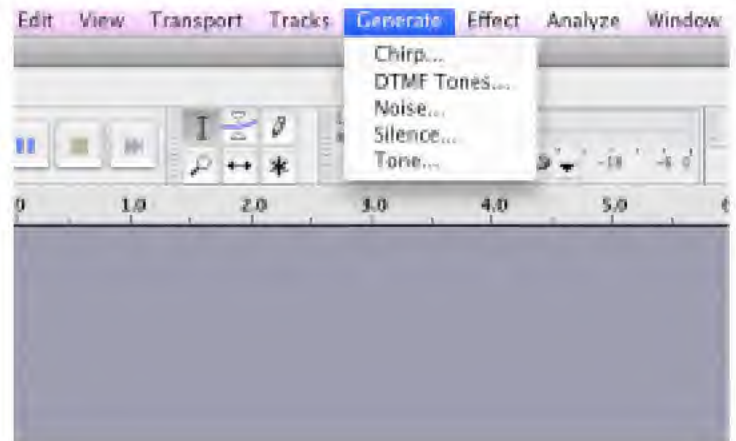 Edit View Transport Tracks Generate Effect Analyze Window
Chirp...
DTMF Tones...
Noise...
Silence...
Tone...
1.0 2.0 3.0 4.0 5.0